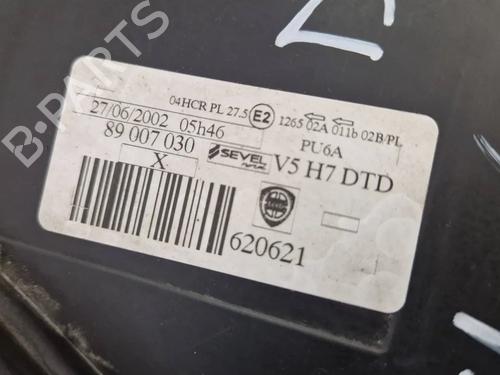 04HCR PL 27.5 E2 1265 02A 011b 02B/PL
27/06/2002 05h46 PU6A
89 007 030 SEVEL V5 H7 DTD
X
620621
B-PARTS